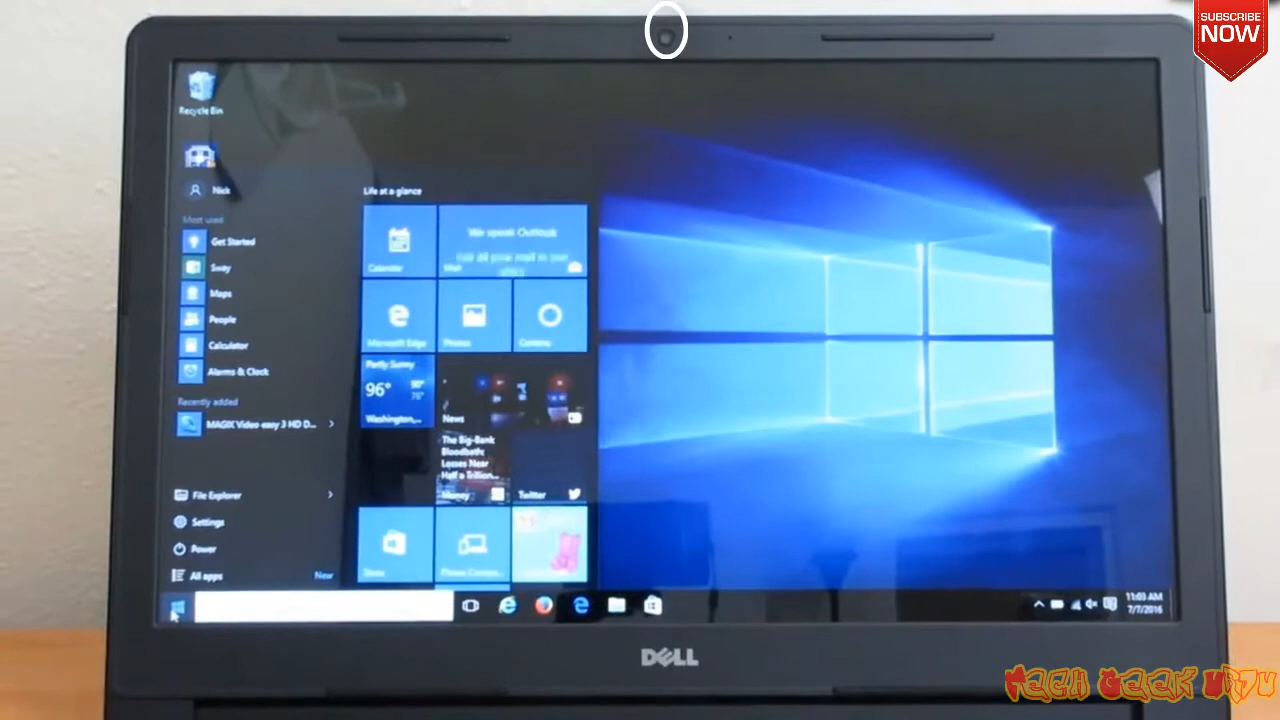 SUBSCRIBE
NOW
Recycle Bin
Nick
Life at a glance
Most used
Get Started
Sway
Maps
People
Calculator
Alarms & Clock
Recently added
MAGIX Video easy 3 HD D...
File Explorer
Settings
Power
All apps
New
Calendar
We speak Outlook
Mail
Microsoft Edge
Photos
Cortana
Partly Sunny
96°
Washington,...
News
The Big-Bank
Bloodbath:
Losses Near
Half a Trillion...
Money
Twitter
Store
11:03 AM
7/7/2016
DELL
Tech Geek Urdu